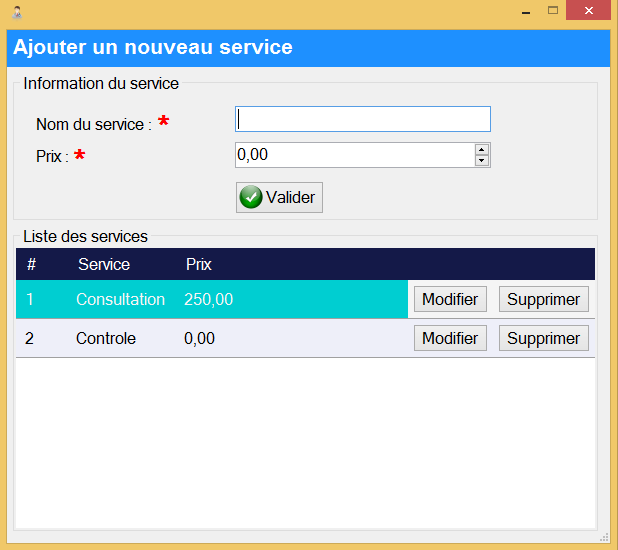 Ajouter un nouveau service
Information du service
Nom du service : *
Prix : *
0,00
Valider
Liste des services
# Service Prix
1 Consultation 250,00 Modifier Supprimer
2 Controle 0,00 Modifier Supprimer